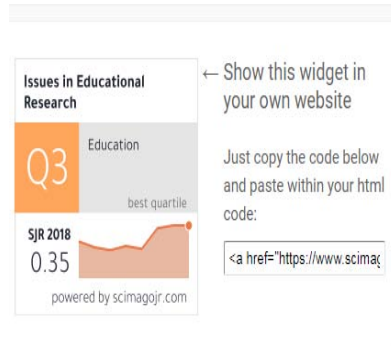 Issues in Educational
Research
Q3
Education
best quartile
SJR 2018
0.35
powered by scimagojr.com
← Show this widget in
your own website
Just copy the code below
and paste within your html
code:
<a href="https://www.scimag